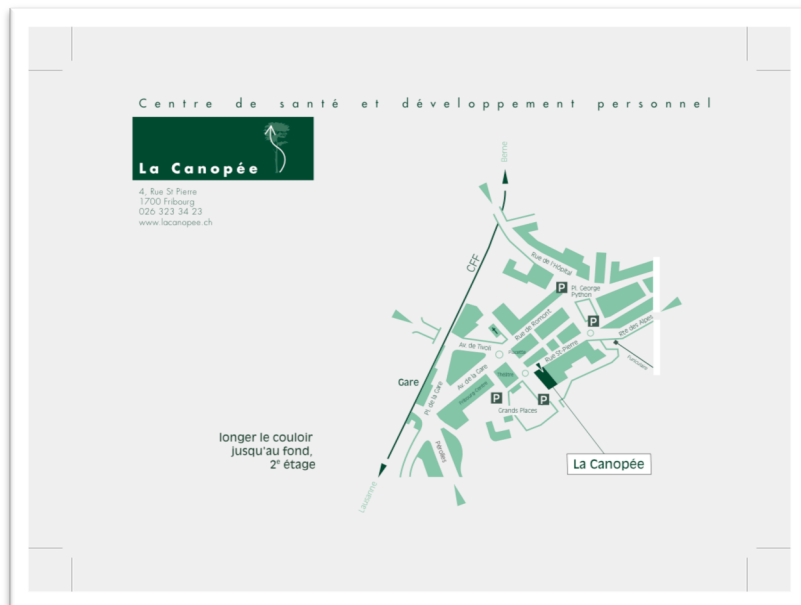 Centre de santé et développement personnel
La Canopée
4, Rue St Pierre
1700 Fribourg
026 323 34 23
www.lacanopee.ch
Berne
CFF
Rue de l'Hôpital
P
Pl. George
Python
P
Rte des Alpes
Rue de Romont
Av. de Tivoli
Rue St-Pierre
Funiculaire
Gare
Av. de la Gare
Pl. de la Gare
P
P
Grands Places
Pérolles
longer le couloir
jusqu'au fond,
2e étage
La Canopée
Lausanne